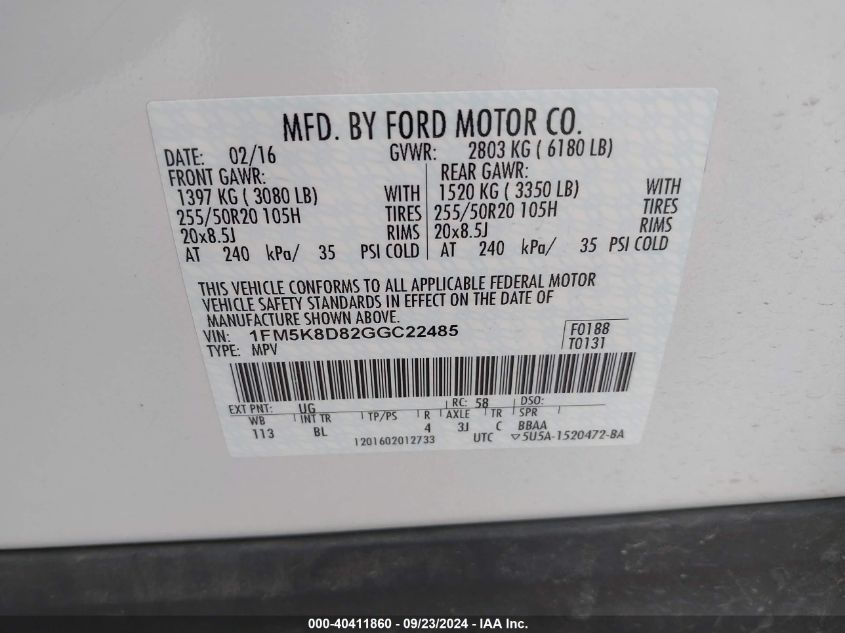 MFD. BY FORD MOTOR CO.
DATE: 02/16 GVWR: 2803 KG ( 6180 LB)
FRONT GAWR: REAR GAWR:
1397 KG ( 3080 LB) WITH 1520 KG ( 3350 LB) WITH
255/50R20 105H TIRES 255/50R20 105H TIRES
20x8.5J RIMS 20x8.5J RIMS
AT 240 kPa/ 35 PSI COLD AT 240 kPa/ 35 PSI COLD
THIS VEHICLE CONFORMS TO ALL APPLICABLE FEDERAL MOTOR
VEHICLE SAFETY STANDARDS IN EFFECT ON THE DATE OF
MANUFACTURE SHOWN ABOVE.
VIN: 1FM5K8D82GGC22485 F0188
TYPE: MPV T0131
EXT PNT: UG RC: 58 DSO:
WB INT TR TP/PS R AXLE TR SPR
113 BL 4 3J C BBAA
1201602012733 UTC ▽5U5A-1520472-BA
000-40411860 - 09/23/2024 - IAA Inc.